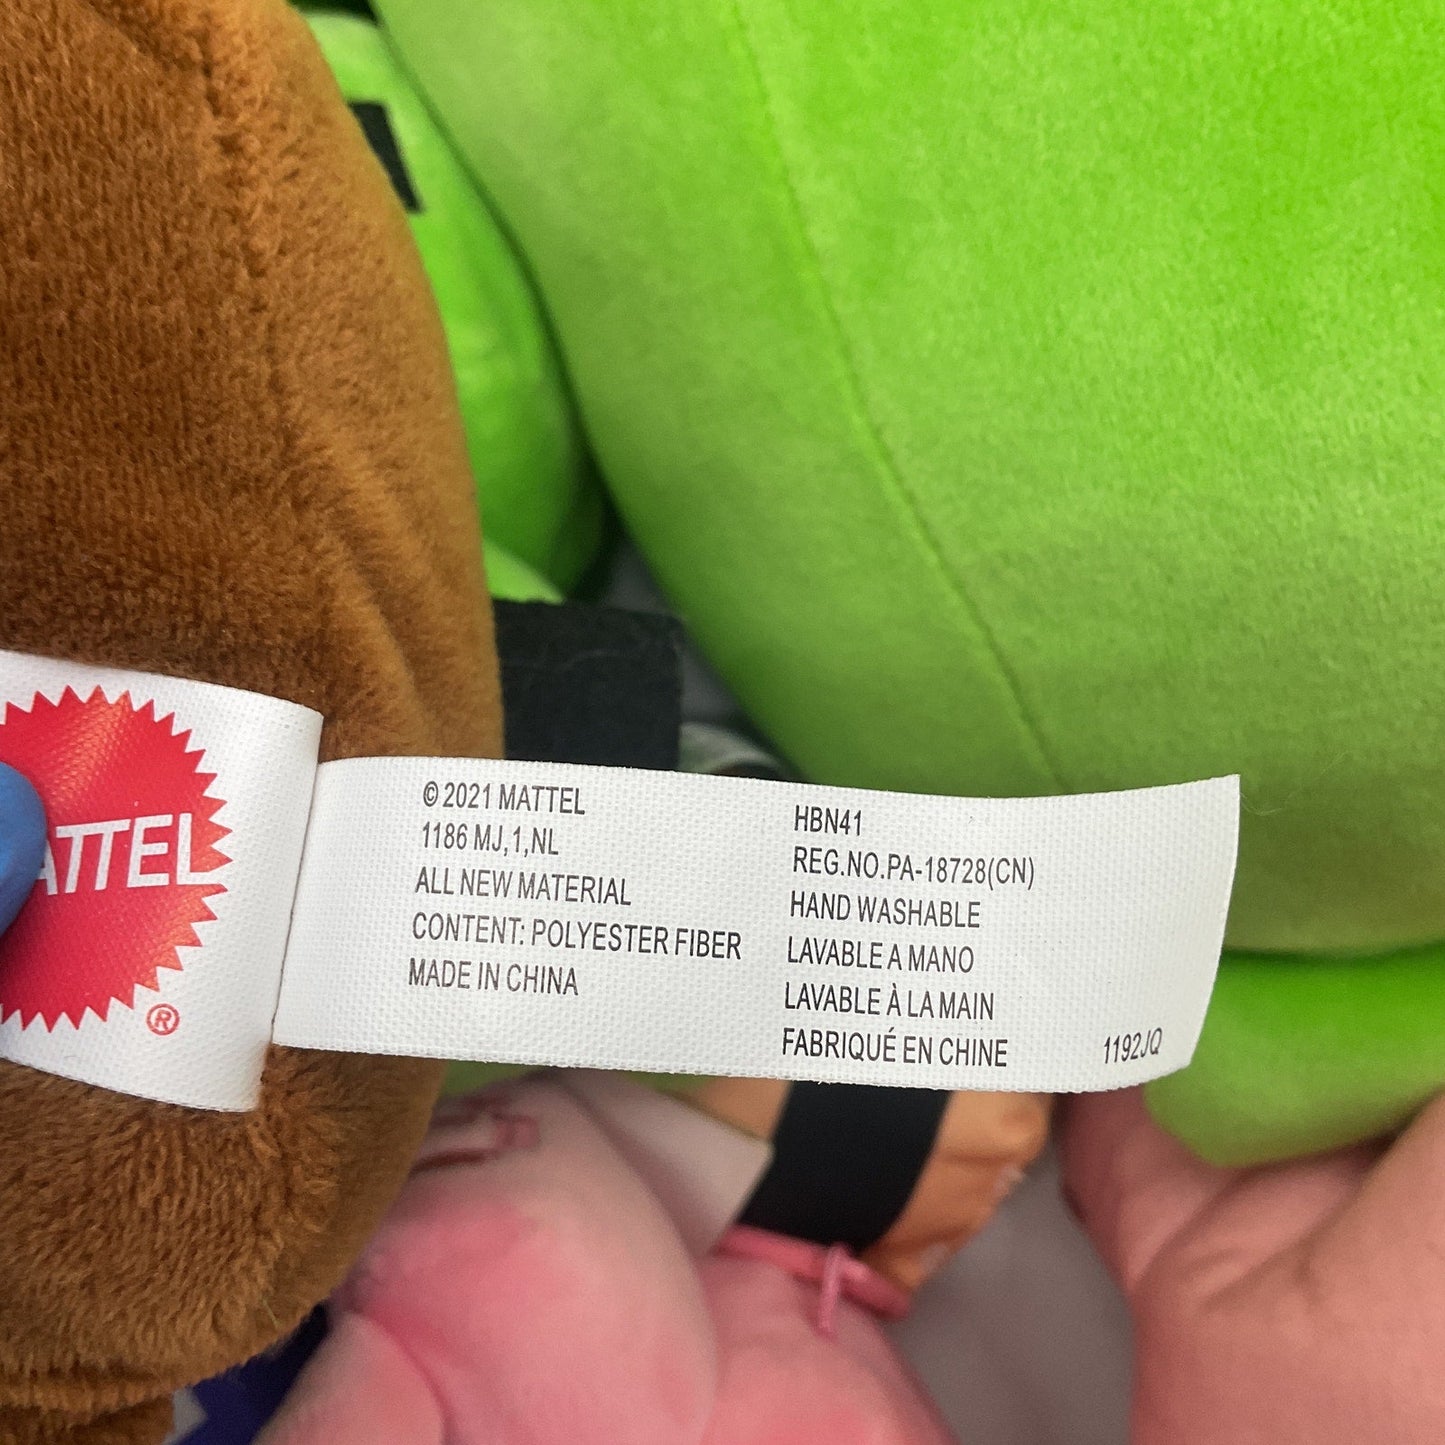 ATTEL
®
© 2021 MATTEL
1186 MJ,1,NL
ALL NEW MATERIAL
CONTENT: POLYESTER FIBER
MADE IN CHINA
HBN41
REG.NO.PA-18728(CN)
HAND WASHABLE
LAVABLE A MANO
LAVABLE À LA MAIN
FABRIQUÉ EN CHINE
1192JQ